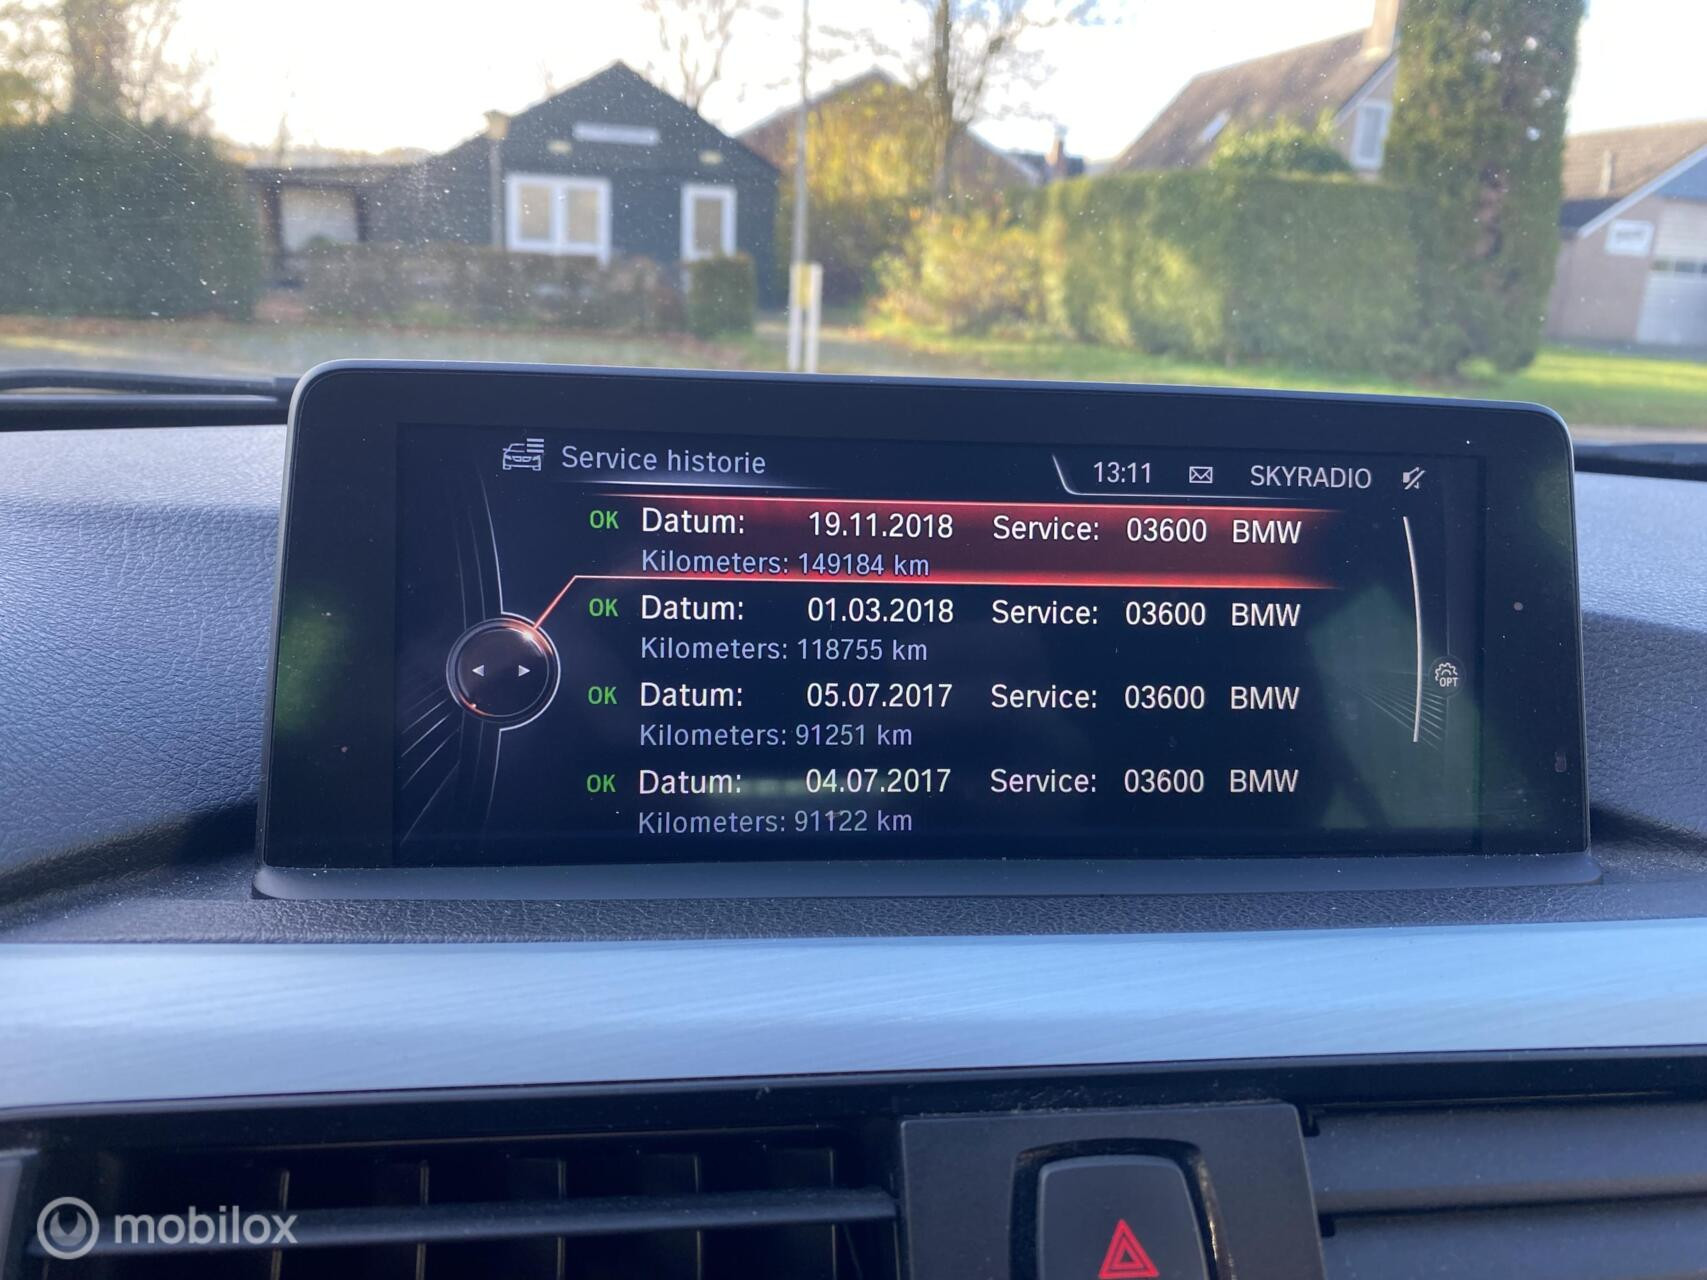 Service historie 13:11 SKYRADIO
OK Datum: 19.11.2018 Service: 03600 BMW
Kilometers: 149184 km
OK Datum: 01.03.2018 Service: 03600 BMW
Kilometers: 118755 km
OK Datum: 05.07.2017 Service: 03600 BMW
Kilometers: 91251 km
OPT
OK Datum: 04.07.2017 Service: 03600 BMW
Kilometers: 91122 km
mobilox